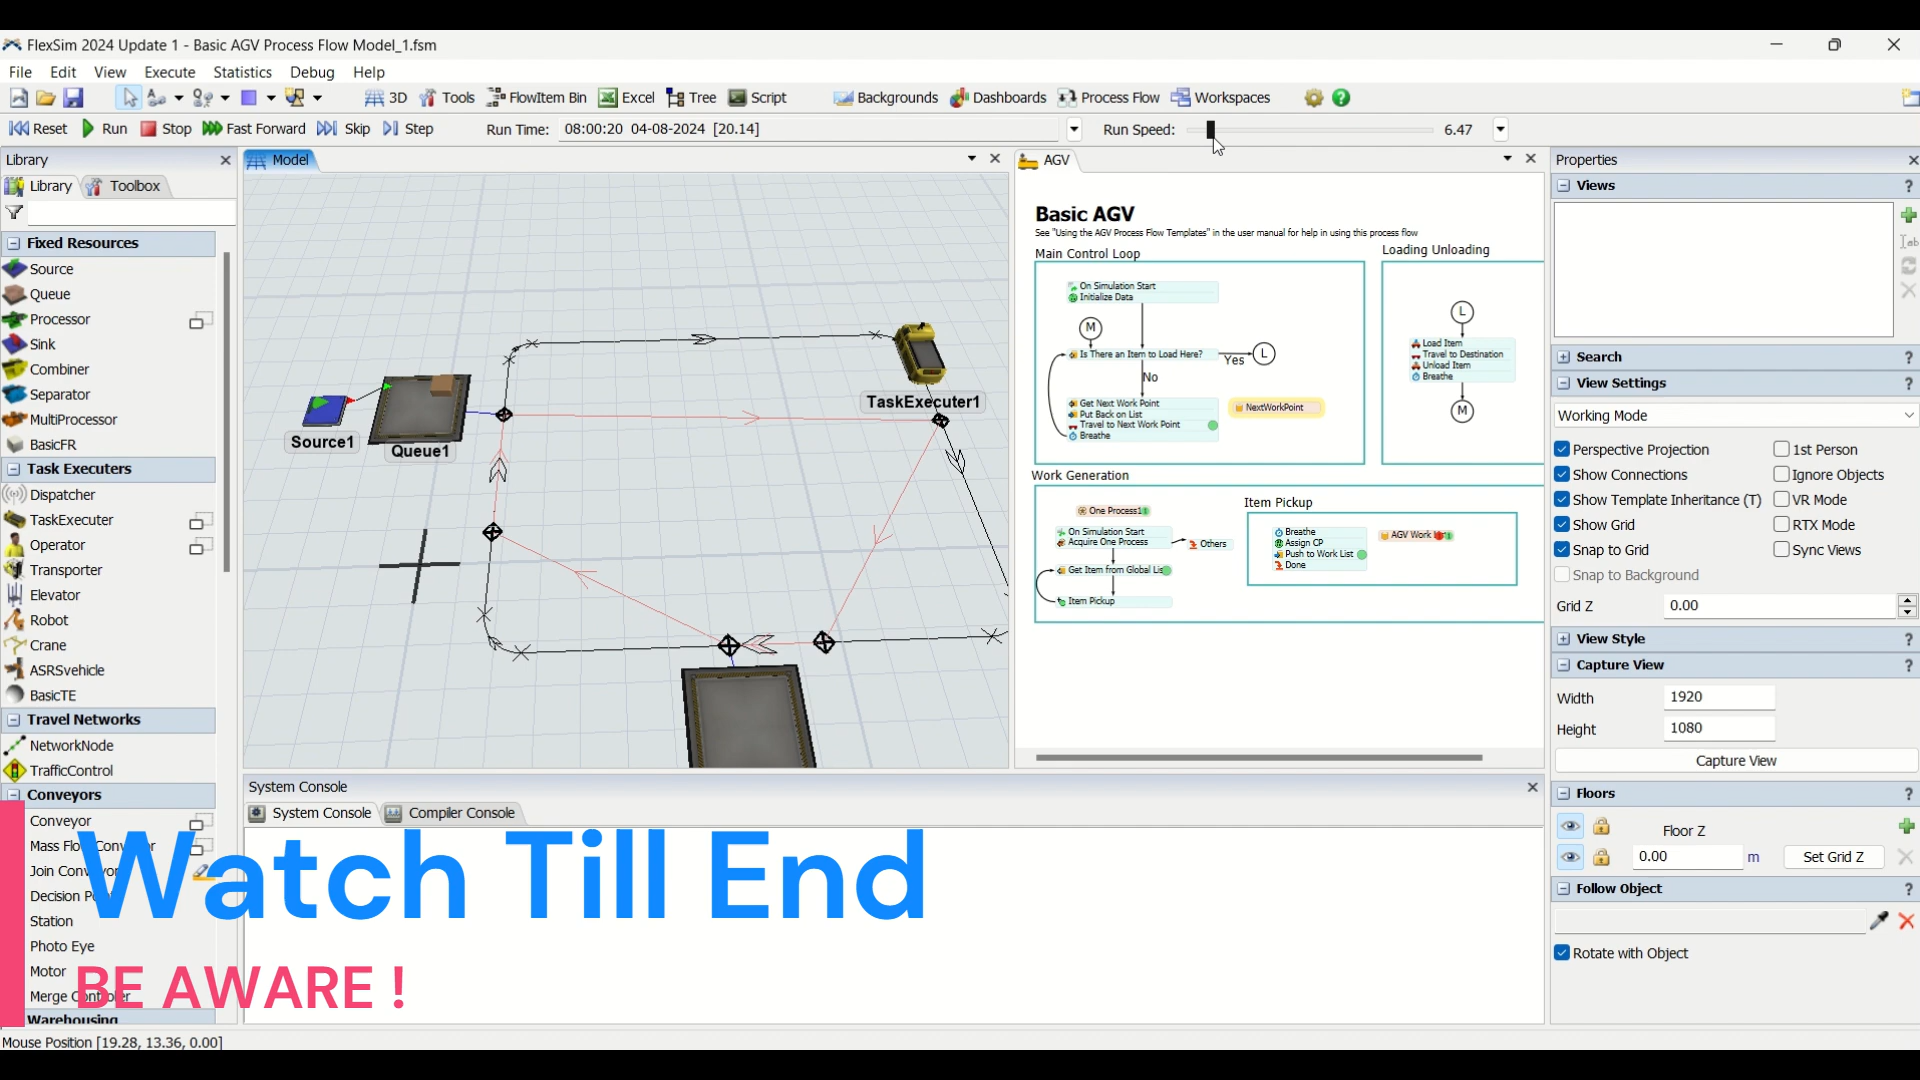 FlexSim 2024 Update 1 - Basic AGV Process Flow Model_1.fsm
File Edit View Execute Statistics Debug Help
3D Tools FlowItem Bin Excel Tree Script Backgrounds Dashboards Process Flow Workspaces
Reset Run Stop Fast Forward Skip Step Run Time: 08:00:20 04-08-2024 [20.14] Run Speed: 6.47
Library
Library Toolbox
Fixed Resources
Source
Queue
Processor
Sink
Combiner
Separator
MultiProcessor
BasicFR
Task Executers
Dispatcher
TaskExecuter
Operator
Transporter
Elevator
Robot
Crane
ASRSvehicle
BasicTE
Travel Networks
NetworkNode
TrafficControl
Conveyors
Conveyor
Station
Photo Eye
Motor
Warehousing
Model
Source1
Queue1
TaskExecuter1
AGV
Basic AGV
See "Using the AGV Process Flow Templates" in the user manual for help in using this process flow
Main Control Loop
On Simulation Start
Initialize Data
M
Is There an Item to Load Here?
Yes
L
No
Get Next Work Point
Put Back on List
Travel to Next Work Point
Breathe
NextWorkPoint
Loading Unloading
L
Load Item
Travel to Destination
Unload Item
Breathe
M
Work Generation
One Process1
On Simulation Start
Acquire One Process
Others
Get Item from Global List
Item Pickup
Item Pickup
Breathe
Assign CP
Push to Work List
Done
AGV Work
System Console
System Console Compiler Console
Properties
Views
Search
View Settings
Working Mode
Perspective Projection 1st Person
Show Connections Ignore Objects
Show Template Inheritance (T) VR Mode
Show Grid RTX Mode
Snap to Grid Sync Views
Snap to Background
Grid Z 0.00
View Style
Capture View
Width 1920
Height 1080
Capture View
Floors
Floor Z
0.00 m Set Grid Z
Follow Object
Rotate with Object
Watch Till End
BE AWARE !
Mouse Position [19.28, 13.36, 0.00]